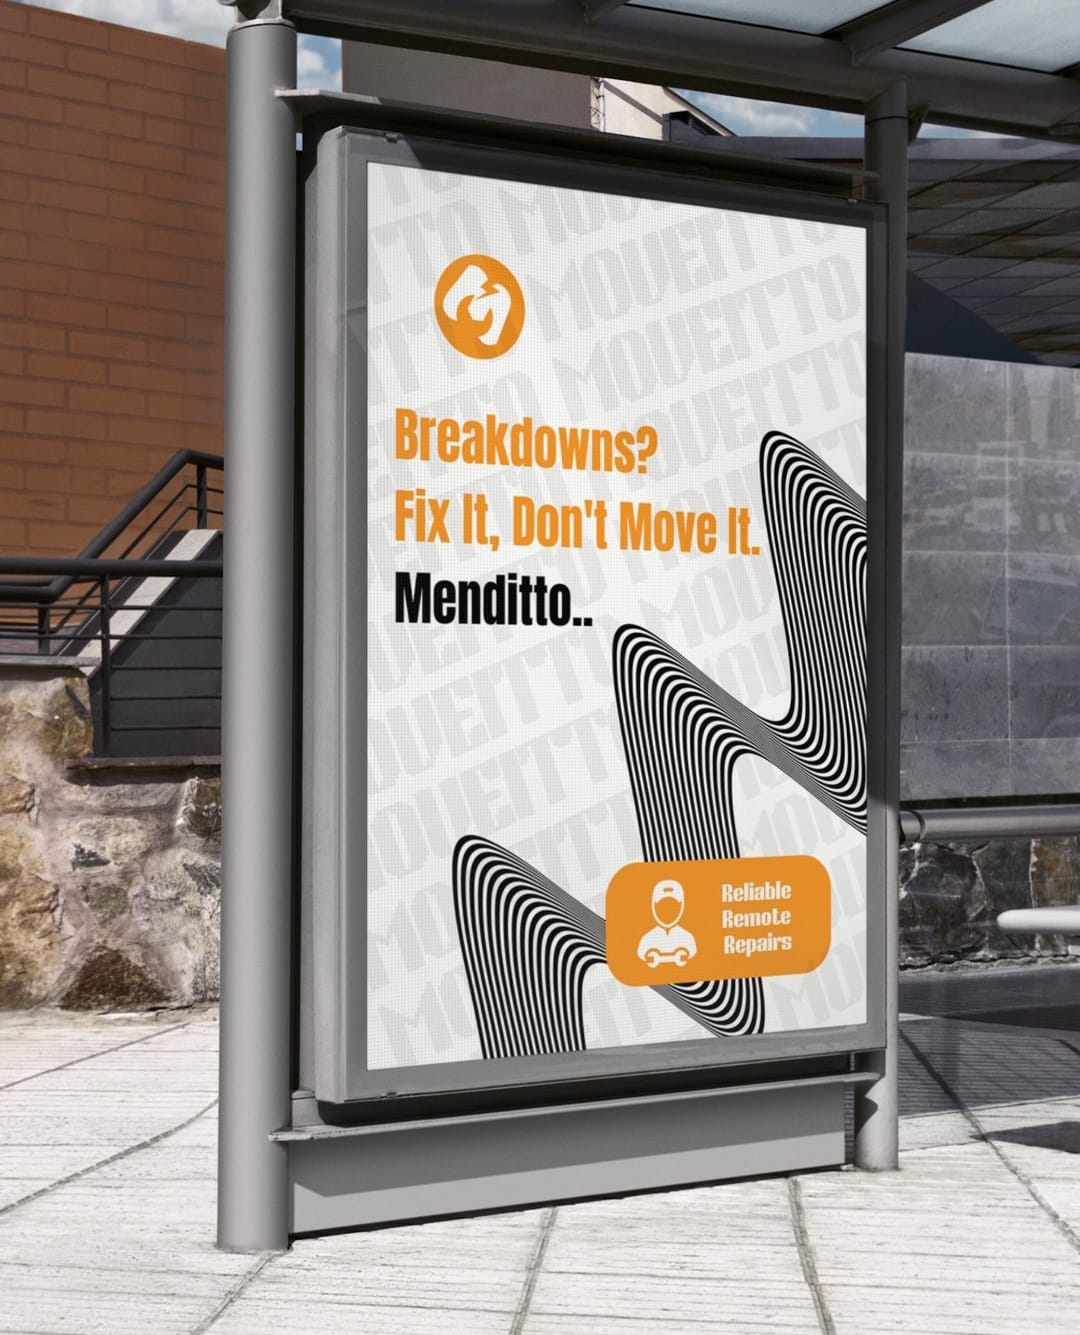 Breakdowns?
Fix It, Don't Move It.
Menditto..
Reliable
Remote
Repairs